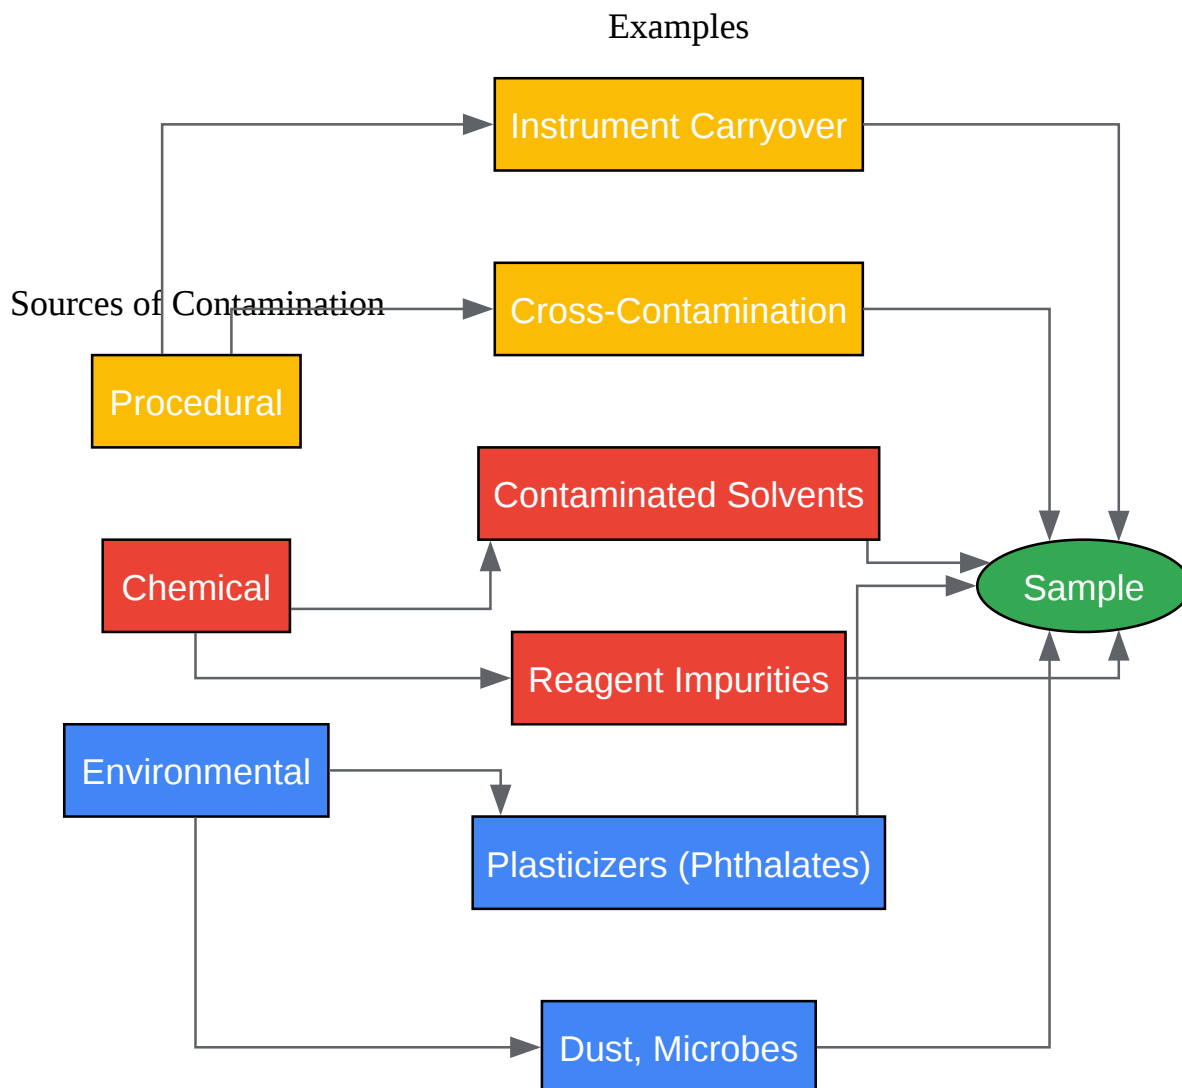 Examples
Instrument Carryover
Sources of Contamination
Cross-Contamination
Procedural
Contaminated Solvents
Chemical
Sample
Reagent Impurities
Environmental
Plasticizers (Phthalates)
Dust, Microbes